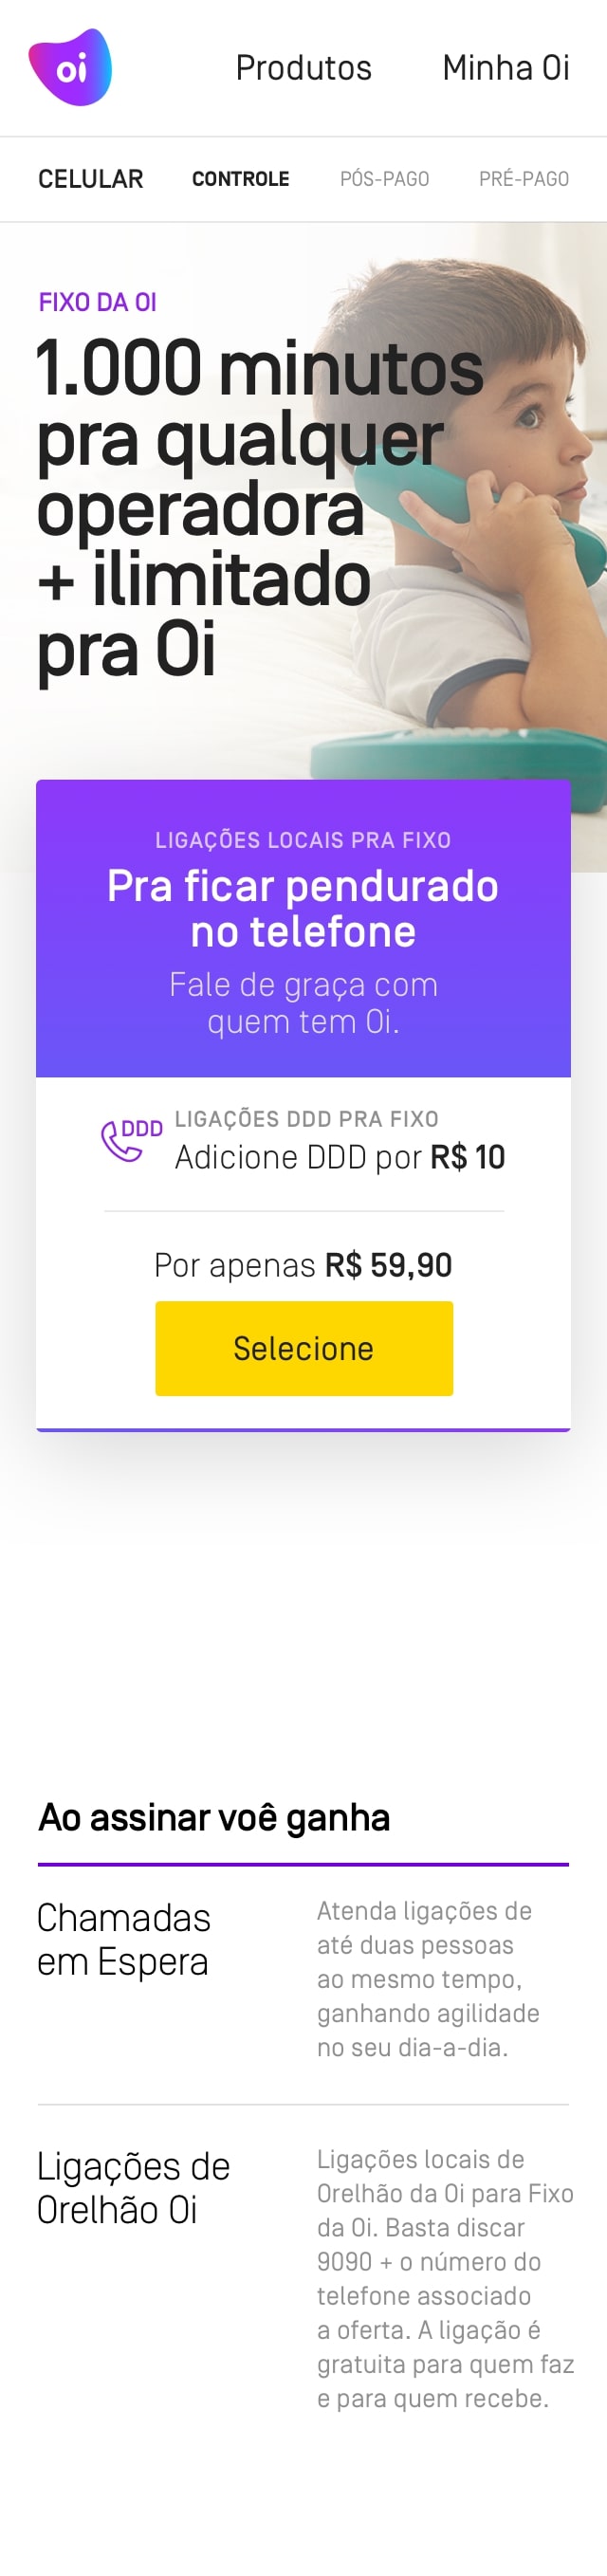 oi
Produtos
Minha Oi
CELULAR
CONTROLE
PÓS-PAGO
PRÉ-PAGO
FIXO DA OI
1.000 minutos
pra qualquer
operadora
+ ilimitado
pra Oi
LIGAÇÕES LOCAIS PRA FIXO
Pra ficar pendurado
no telefone
Fale de graça com
quem tem Oi.
DDD
LIGAÇÕES DDD PRA FIXO
Adicione DDD por R$ 10
Por apenas R$ 59,90
Selecione
Ao assinar voê ganha
Chamadas
em Espera
Atenda ligações de
até duas pessoas
ao mesmo tempo,
ganhando agilidade
no seu dia-a-dia.
Ligações de
Orelhão Oi
Ligações locais de
Orelhão da Oi para Fixo
da Oi. Basta discar
9090 + o número do
telefone associado
a oferta. A ligação é
gratuita para quem faz
e para quem recebe.